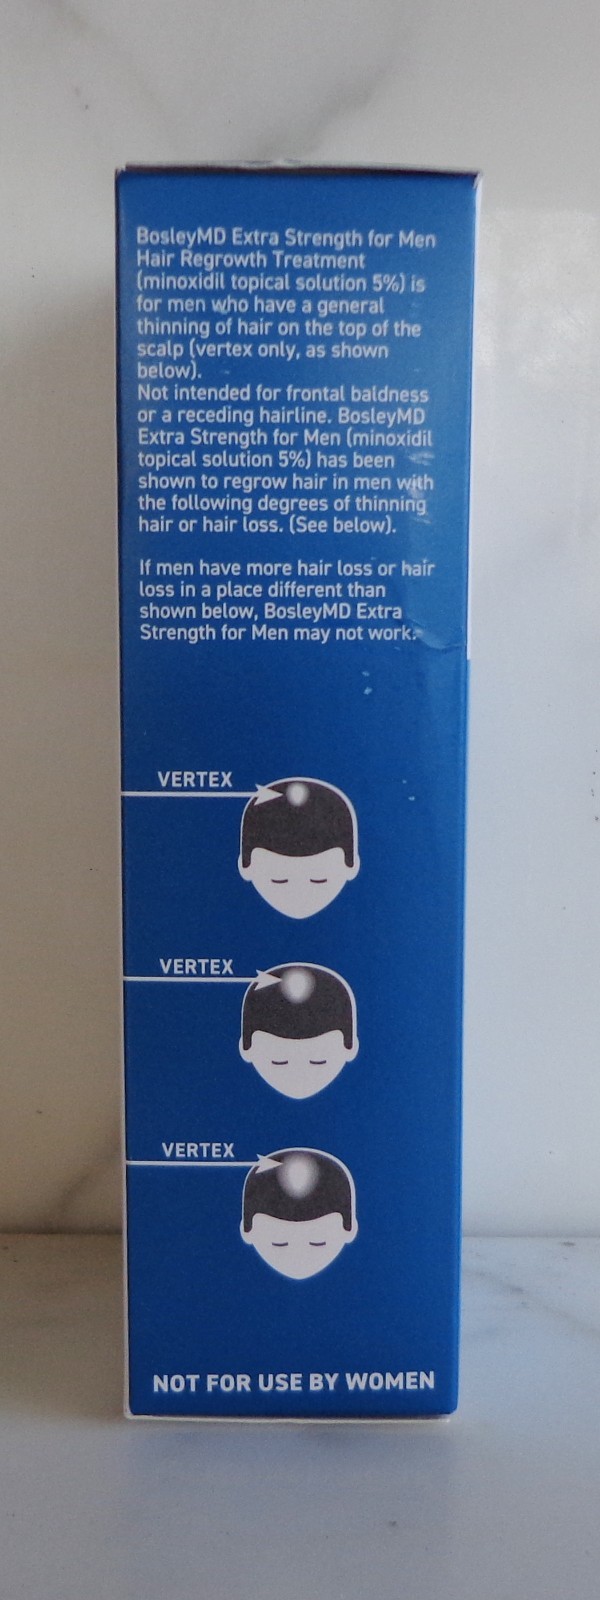 BosleyMD Extra Strength for Men
Hair Regrowth Treatment
(minoxidil topical solution 5%) is
for men who have a general
thinning of hair on the top of the
scalp (vertex only, as shown
below).
Not intended for frontal baldness
or a receding hairline. BosleyMD
Extra Strength for Men (minoxidil
topical solution 5%) has been
shown to regrow hair in men with
the following degrees of thinning
hair or hair loss. (See below).
If men have more hair loss or hair
loss in a place different than
shown below, BosleyMD Extra
Strength for Men may not work.
VERTEX
VERTEX
VERTEX
NOT FOR USE BY WOMEN